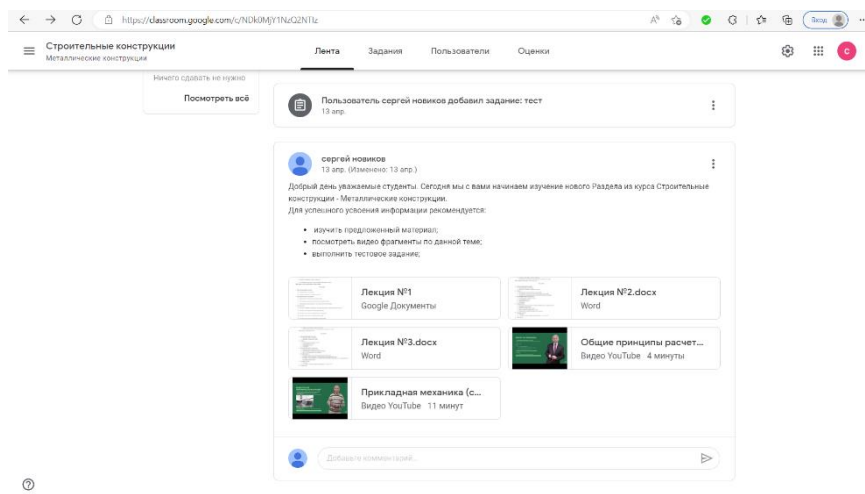 https://classroom.google.com/c/NDk0MjY1NzQ2NTIz
Вход
Строительные конструкции
Металлические конструкции
Лента
Задания
Пользователи
Оценки
С
Ничего сдавать не нужно
Посмотреть всё
Пользователь сергей новиков добавил задание: тест
13 апр.
сергей новиков
13 апр. (Изменено: 13 апр.)
Добрый день уважаемые студенты. Сегодня мы с вами начинаем изучение нового Раздела из курса Строительные
конструкции - Металлические конструкции.
Для успешного усвоения информации рекомендуется:
• изучить предложенный материал;
• посмотреть видео фрагменты по данной теме;
• выполнить тестовое задание;
Лекция №1
Google Документы
Лекция №2.docx
Word
Лекция №3.docx
Word
Общие принципы расчет...
Видео YouTube 4 минуты
Прикладная механика (с...
Видео YouTube 11 минут
Добавьте комментарий...